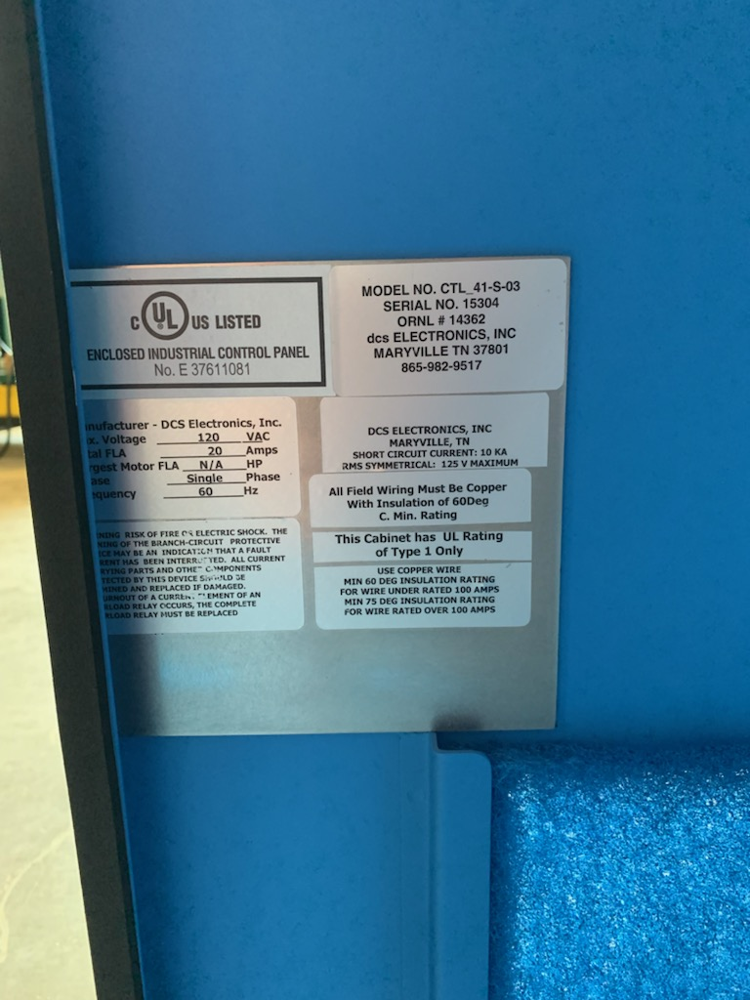 C UL US LISTED
ENCLOSED INDUSTRIAL CONTROL PANEL
No. E 37611081
MODEL NO. CTL_41-S-03
SERIAL NO. 15304
ORNL # 14362
dcs ELECTRONICS, INC
MARYVILLE TN 37801
865-982-9517
nufacturer - DCS Electronics, Inc.
x. Voltage 120 VAC
tal FLA 20 Amps
rgest Motor FLA N/A HP
ase Single Phase
equency 60 Hz
DCS ELECTRONICS, INC
MARYVILLE, TN
SHORT CIRCUIT CURRENT: 10 KA
RMS SYMMETRICAL: 125 V MAXIMUM
All Field Wiring Must Be Copper
With Insulation of 60Deg
C. Min. Rating
This Cabinet has UL Rating
of Type 1 Only
NING RISK OF FIRE OR ELECTRIC SHOCK. THE
NING OF THE BRANCH-CIRCUIT PROTECTIVE
ICE MAY BE AN INDICATION THAT A FAULT
RENT HAS BEEN INTERRUPTED. ALL CURRENT
RYING PARTS AND OTHER COMPONENTS
TECTED BY THIS DEVICE SHOULD BE
MINED AND REPLACED IF DAMAGED.
URNOUT OF A CURRENT ELEMENT OF AN
RLOAD RELAY OCCURS, THE COMPLETE
RLOAD RELAY MUST BE REPLACED
USE COPPER WIRE
MIN 60 DEG INSULATION RATING
FOR WIRE UNDER RATED 100 AMPS
MIN 75 DEG INSULATION RATING
FOR WIRE RATED OVER 100 AMPS